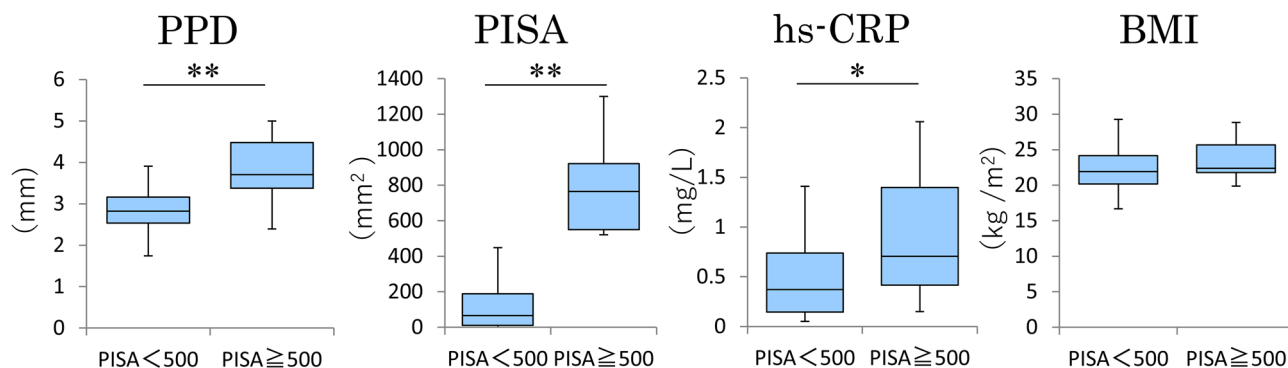 PPD
**
6
5
4
3
2
1
0
(mm)
PISA<500
PISA≧500
PISA
**
1400
1200
1000
800
600
400
200
0
(mm²)
PISA<500
PISA≧500
hs-CRP
*
2.5
2
1.5
1
0.5
0
(mg/L)
PISA<500
PISA≧500
BMI
35
30
25
20
15
10
5
0
(kg /m²)
PISA<500
PISA≧500